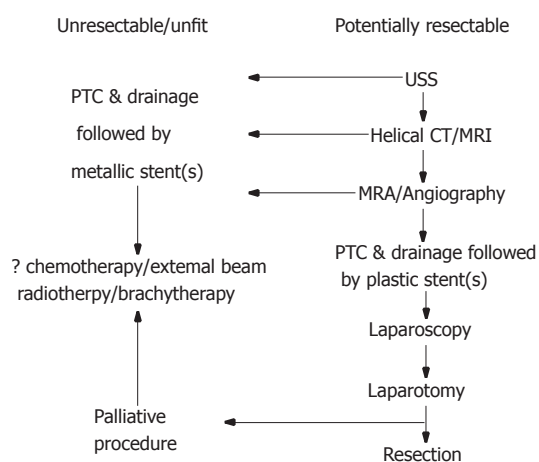 Unresectable/unfit
Potentially resectable
USS
PTC & drainage
followed by
metallic stent(s)
Helical CT/MRI
MRA/Angiography
PTC & drainage followed
by plastic stent(s)
? chemotherapy/extemal beam
radiotherpy/brachytherapy
Laparoscopy
Laparotomy
Palliative
procedure
Resection